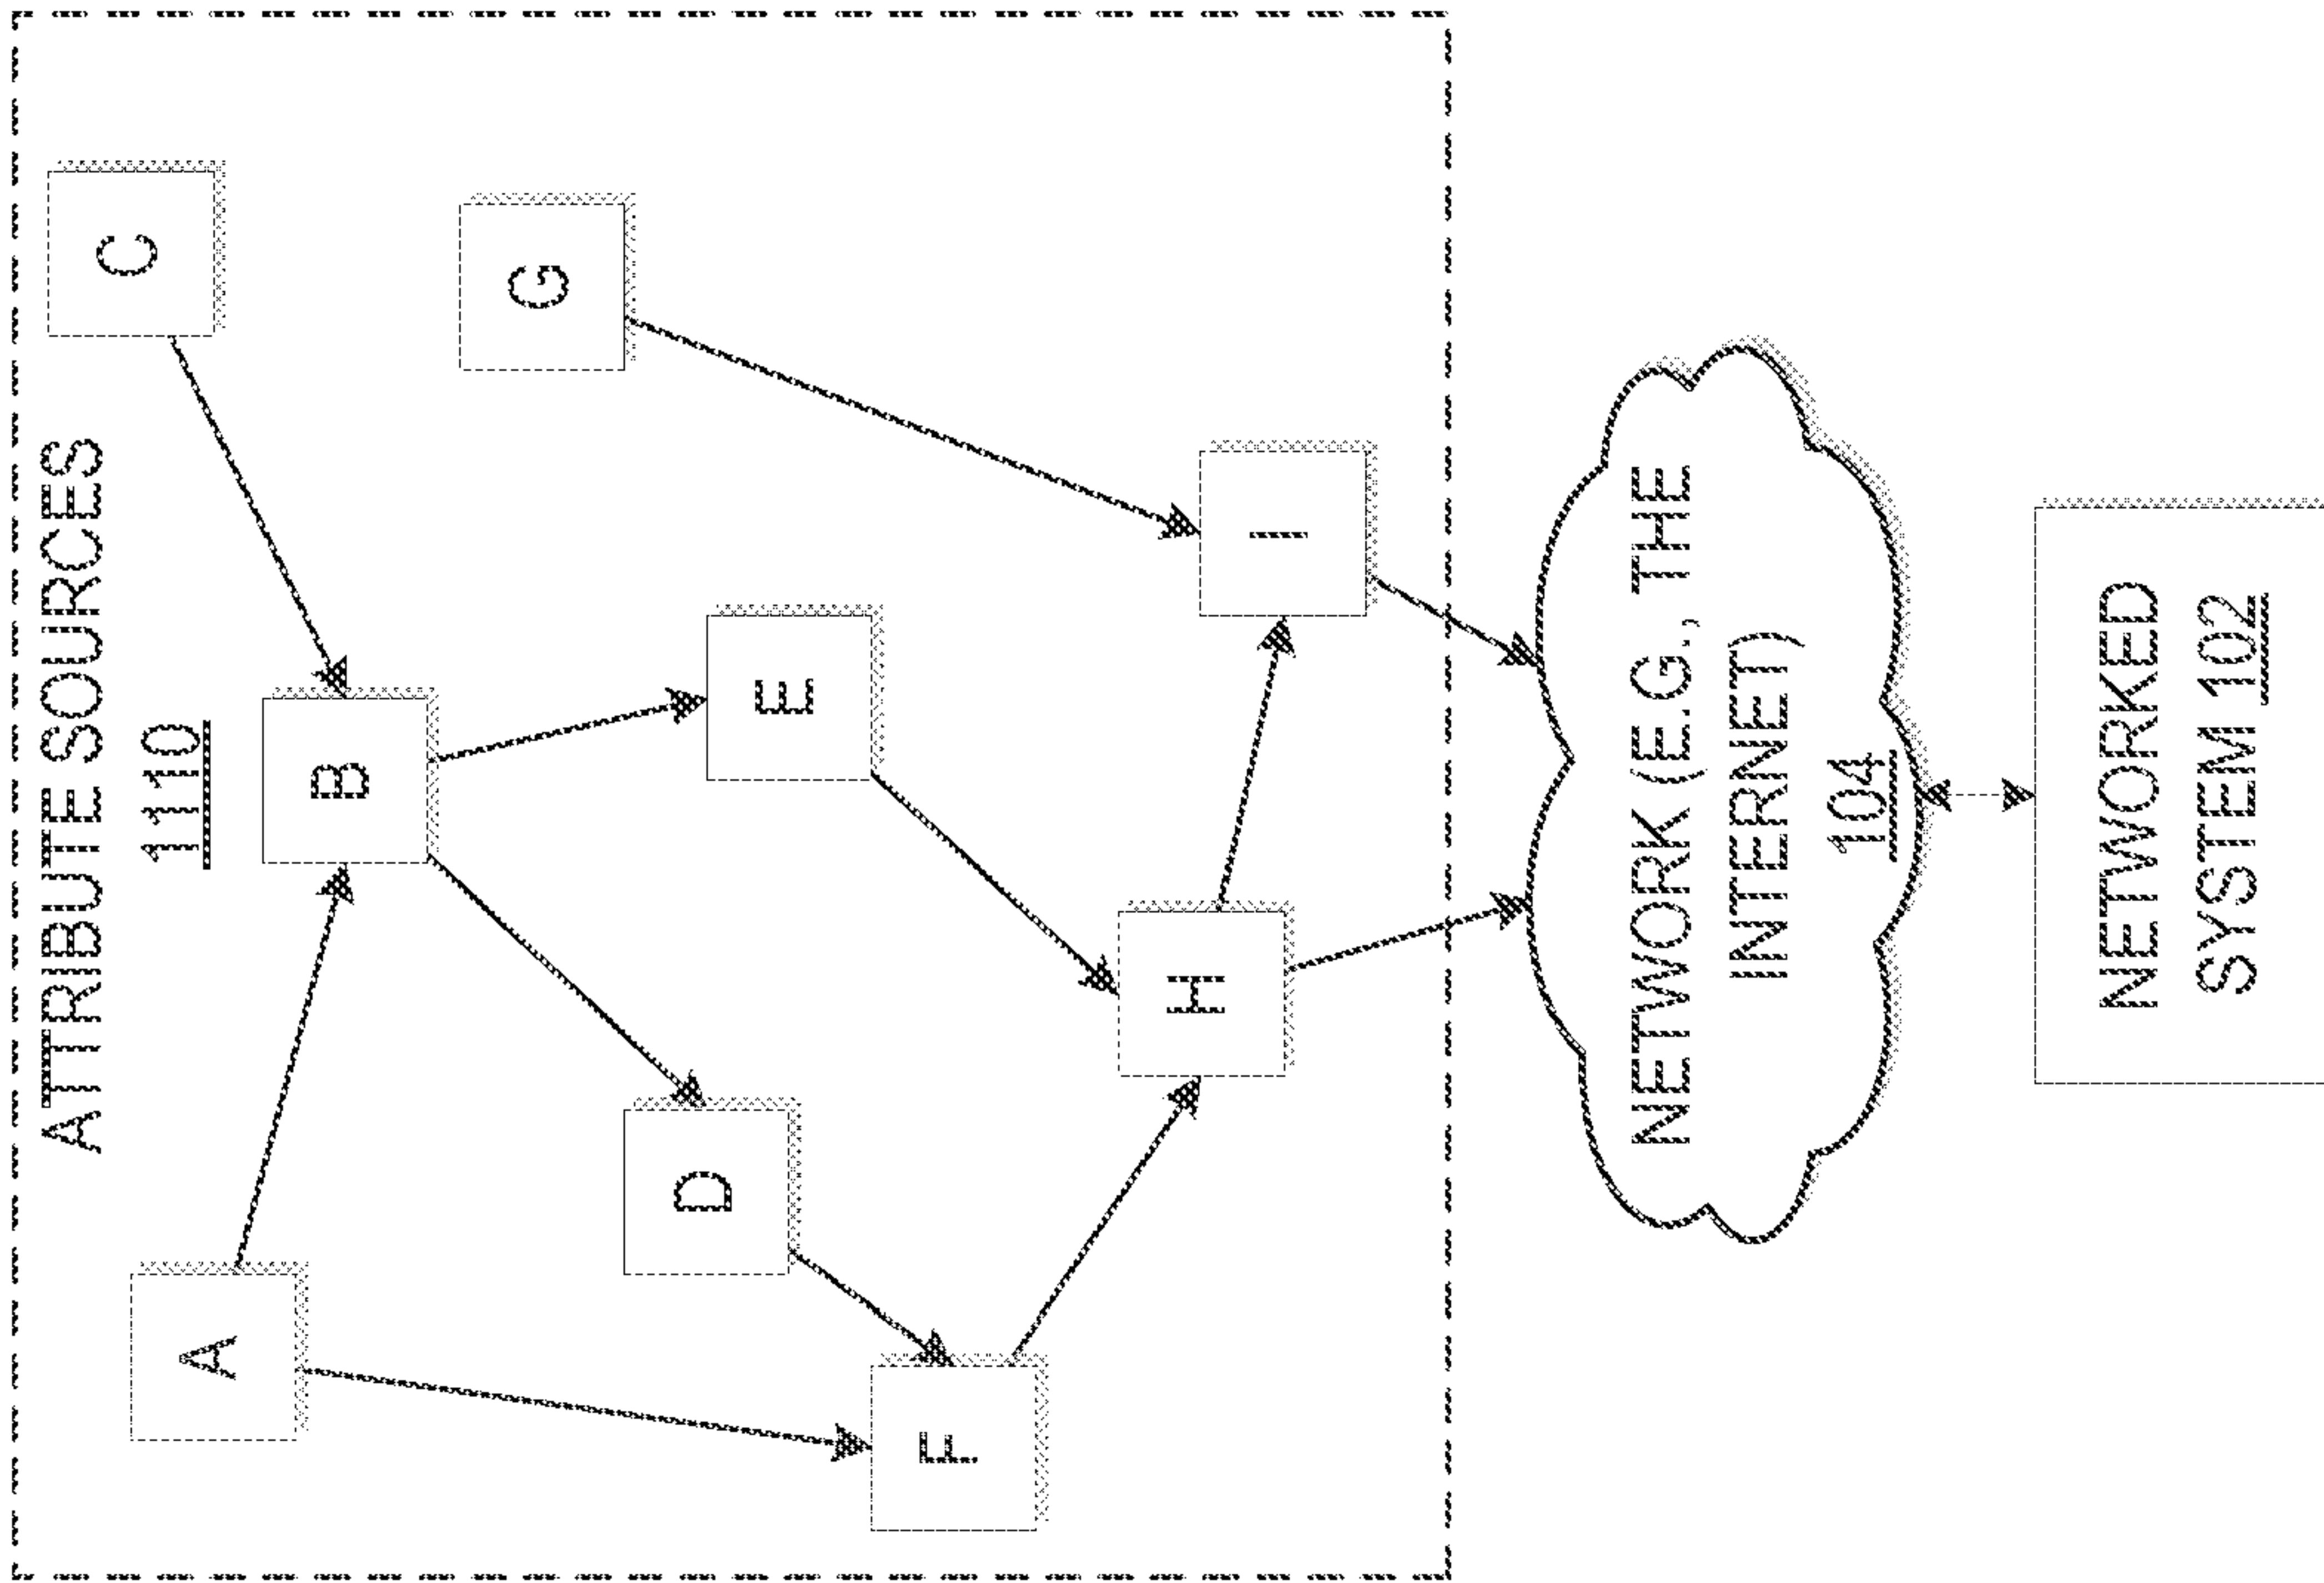 ATTRIBUTE SOURCES
1110
A
B
C
D
E
F
G
H
I
NETWORK (E.G., THE
INTERNET)
104
NETWORKED
SYSTEM 102